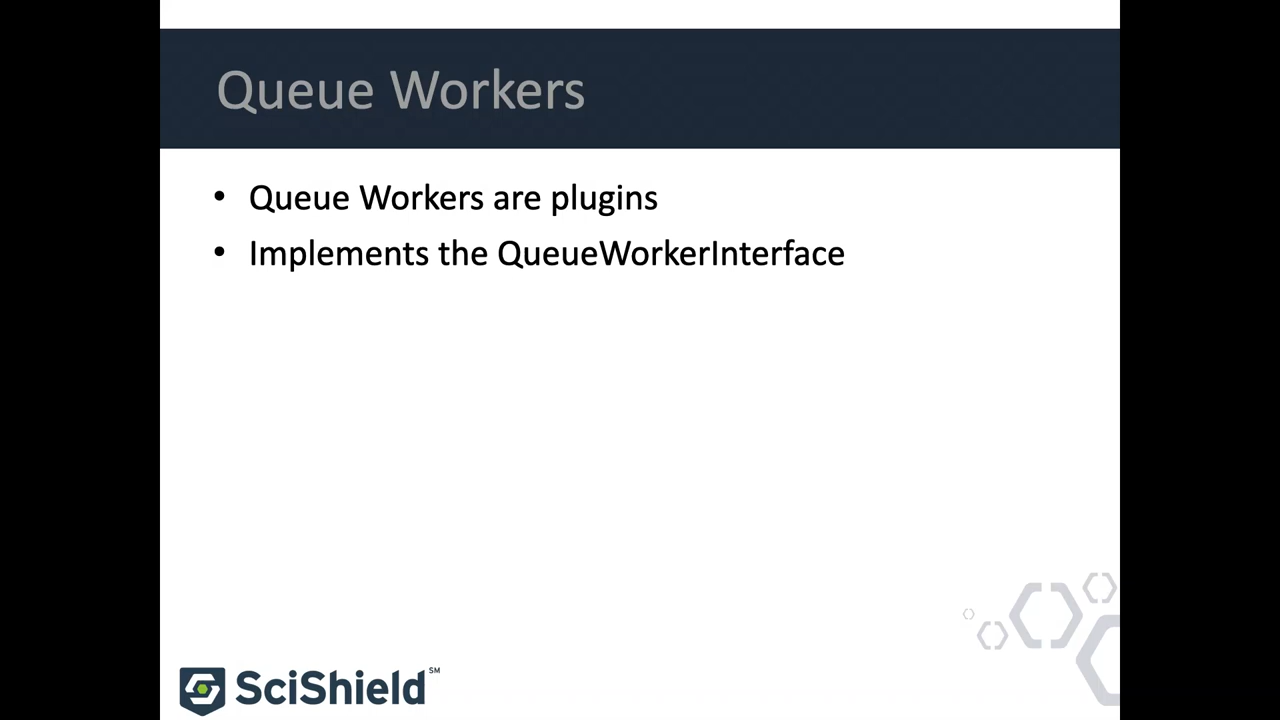 Queue Workers
• Queue Workers are plugins
• Implements the QueueWorkerInterface
SciShield℠